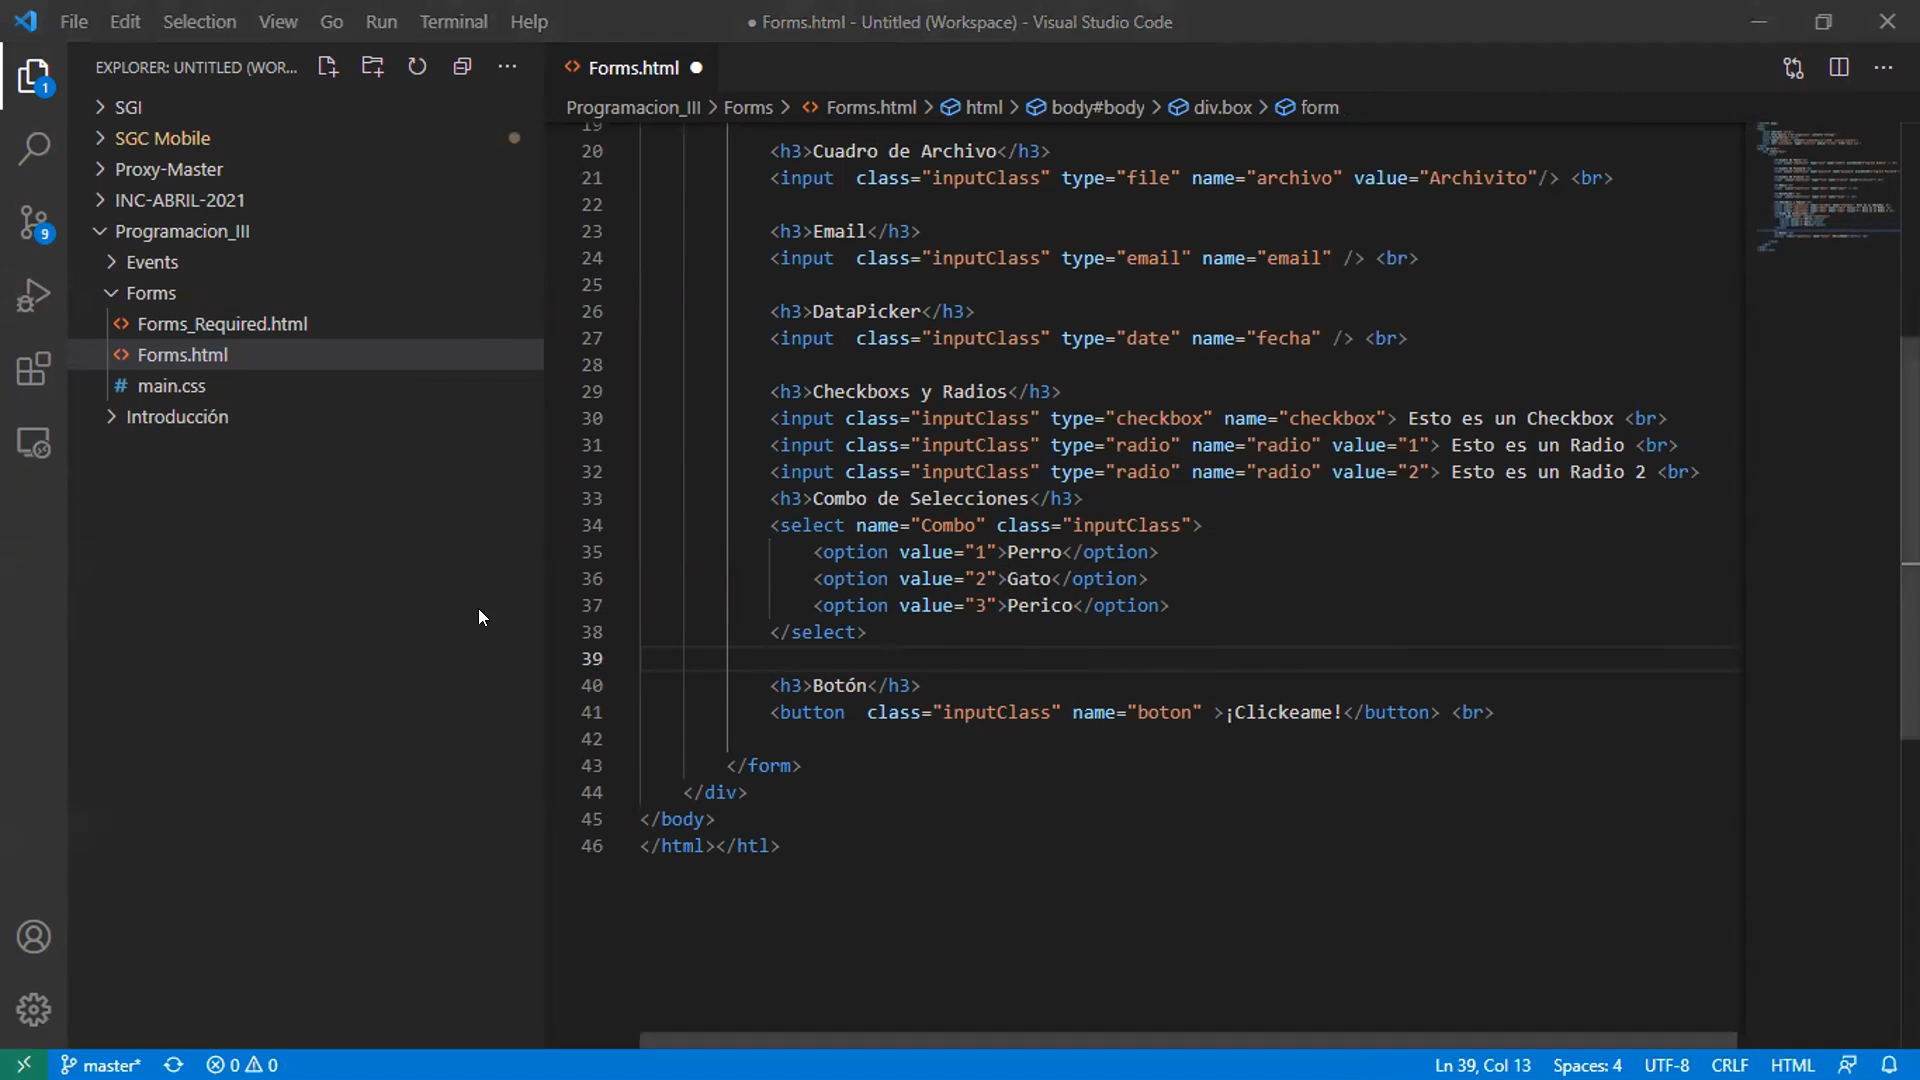 File Edit Selection View Go Run Terminal Help
● Forms.html - Untitled (Workspace) - Visual Studio Code
EXPLORER: UNTITLED (WOR...
1
9
SGI
SGC Mobile
Proxy-Master
INC-ABRIL-2021
Programacion_III
Events
Forms
Forms_Required.html
Forms.html
# main.css
Introducción
Forms.html
Programacion_III > Forms > Forms.html > html > body#body > div.box > form
19
20 <h3>Cuadro de Archivo</h3>
21 <input  class="inputClass" type="file" name="archivo" value="Archivito"/> <br>
22
23 <h3>Email</h3>
24 <input  class="inputClass" type="email" name="email" /> <br>
25
26 <h3>DataPicker</h3>
27 <input  class="inputClass" type="date" name="fecha" /> <br>
28
29 <h3>Checkboxs y Radios</h3>
30 <input class="inputClass" type="checkbox" name="checkbox"> Esto es un Checkbox <br>
31 <input class="inputClass" type="radio" name="radio" value="1"> Esto es un Radio <br>
32 <input class="inputClass" type="radio" name="radio" value="2"> Esto es un Radio 2 <br>
33 <h3>Combo de Selecciones</h3>
34 <select name="Combo" class="inputClass">
35 <option value="1">Perro</option>
36 <option value="2">Gato</option>
37 <option value="3">Perico</option>
38 </select>
39
40 <h3>Botón</h3>
41 <button  class="inputClass" name="boton" >¡Clickeame!</button> <br>
42
43 </form>
44 </div>
45 </body>
46 </html></htl>
master* 0 0 Ln 39, Col 13 Spaces: 4 UTF-8 CRLF HTML